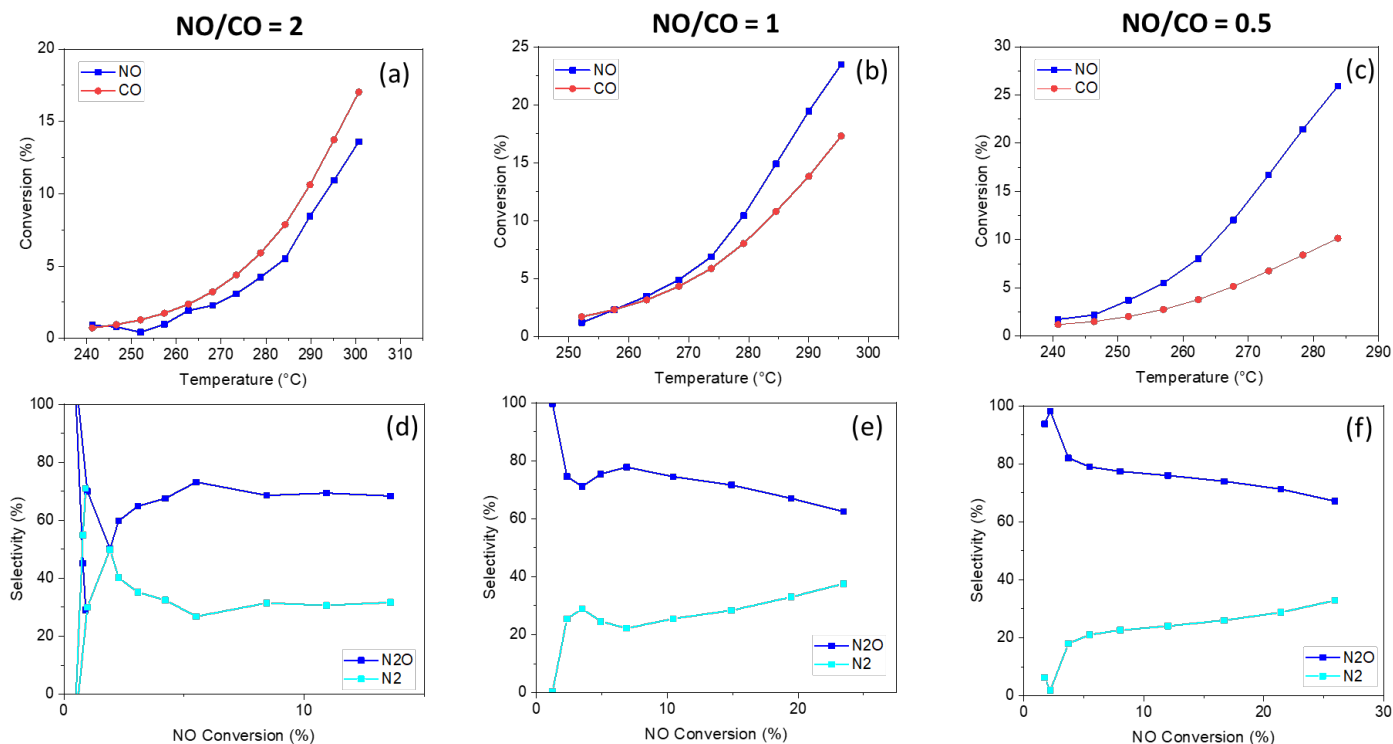 NO/CO = 2
NO/CO = 1
NO/CO = 0.5
(a)
NO
CO
Conversion (%)
20
15
10
5
0
240 250 260 270 280 290 300 310
Temperature (°C)
(b)
NO
CO
Conversion (%)
25
20
15
10
5
0
250 260 270 280 290 300
Temperature (°C)
(c)
NO
CO
Conversion (%)
30
25
20
15
10
5
0
240 250 260 270 280 290
Temperature (°C)
(d)
Selectivity (%)
100
80
60
40
20
0
N2O
N2
0 10
NO Conversion (%)
(e)
Selectivity (%)
100
80
60
40
20
0
N2O
N2
0 10 20
NO Conversion (%)
(f)
Selectivity (%)
100
80
60
40
20
0
N2O
N2
0 10 20 30
NO Conversion (%)